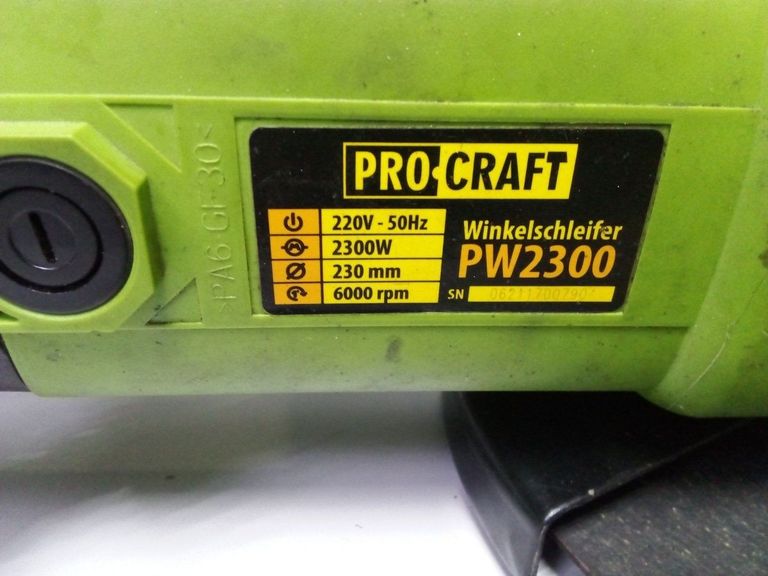 >PA6 GF30<
PRO·CRAFT
220V - 50Hz
2300W
230 mm
6000 rpm
Winkelschleifer
PW2300
SN